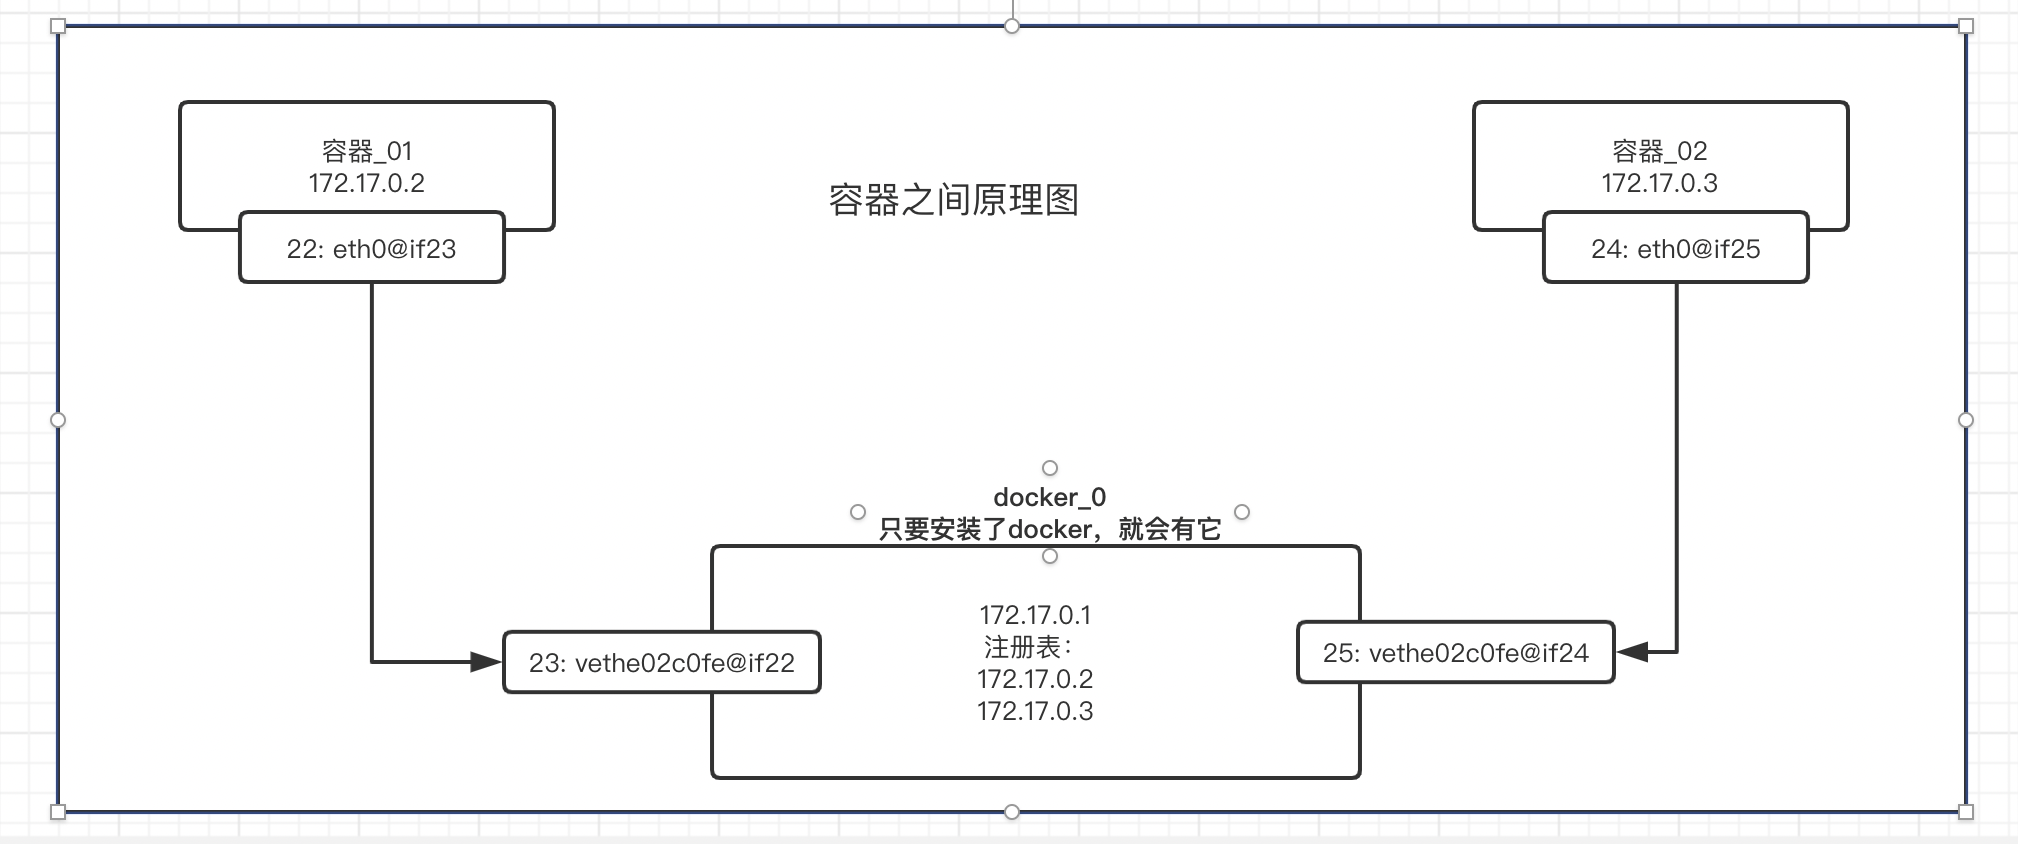 容器_01
172.17.0.2
22: eth0@if23
容器之间原理图
容器_02
172.17.0.3
24: eth0@if25
docker_0
只要安装了docker，就会有它
172.17.0.1
注册表：
172.17.0.2
172.17.0.3
23: vethe02c0fe@if22
25: vethe02c0fe@if24